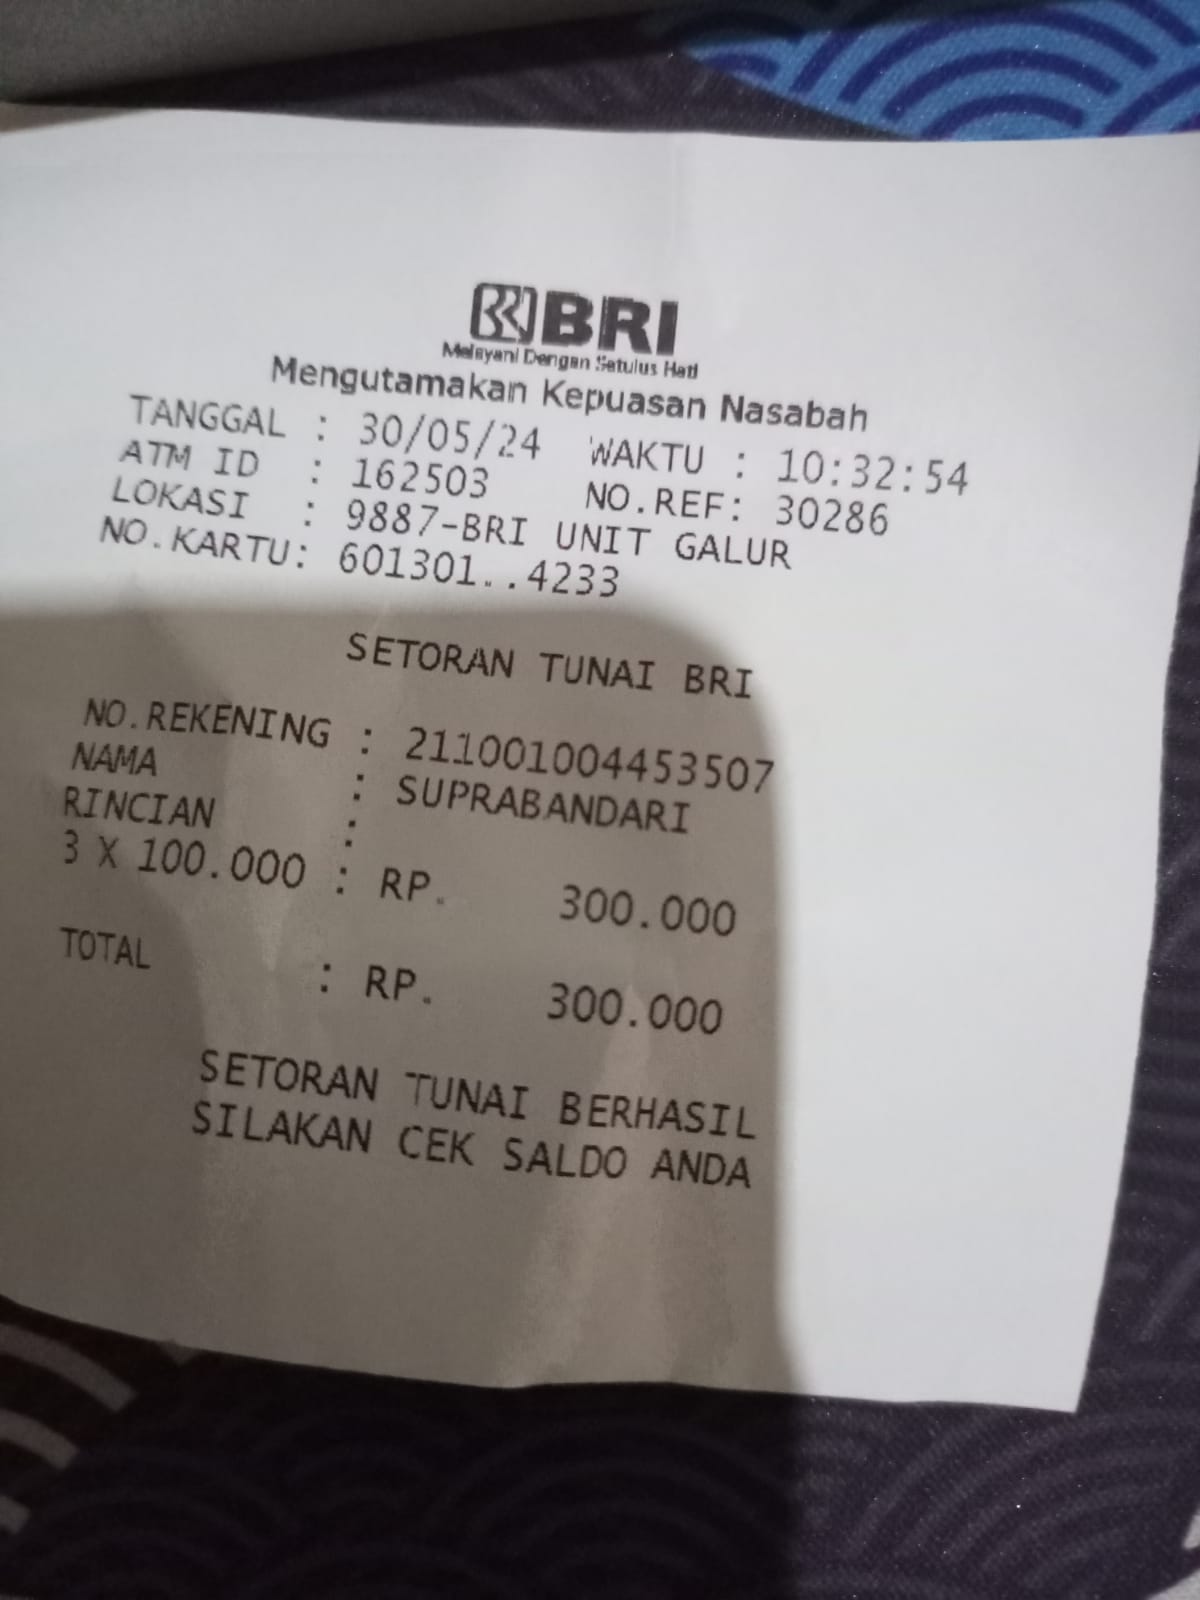 BRI
Melayani Dengan Setulus Hati
Mengutamakan Kepuasan Nasabah
TANGGAL : 30/05/24 WAKTU : 10:32:54
ATM ID : 162503 NO.REF: 30286
LOKASI : 9887-BRI UNIT GALUR
NO.KARTU: 601301..4233
SETORAN TUNAI BRI
NO.REKENING : 211001004453507
NAMA : SUPRABANDARI
RINCIAN :
3 X 100.000 : RP. 300.000
TOTAL : RP. 300.000
SETORAN TUNAI BERHASIL
SILAKAN CEK SALDO ANDA